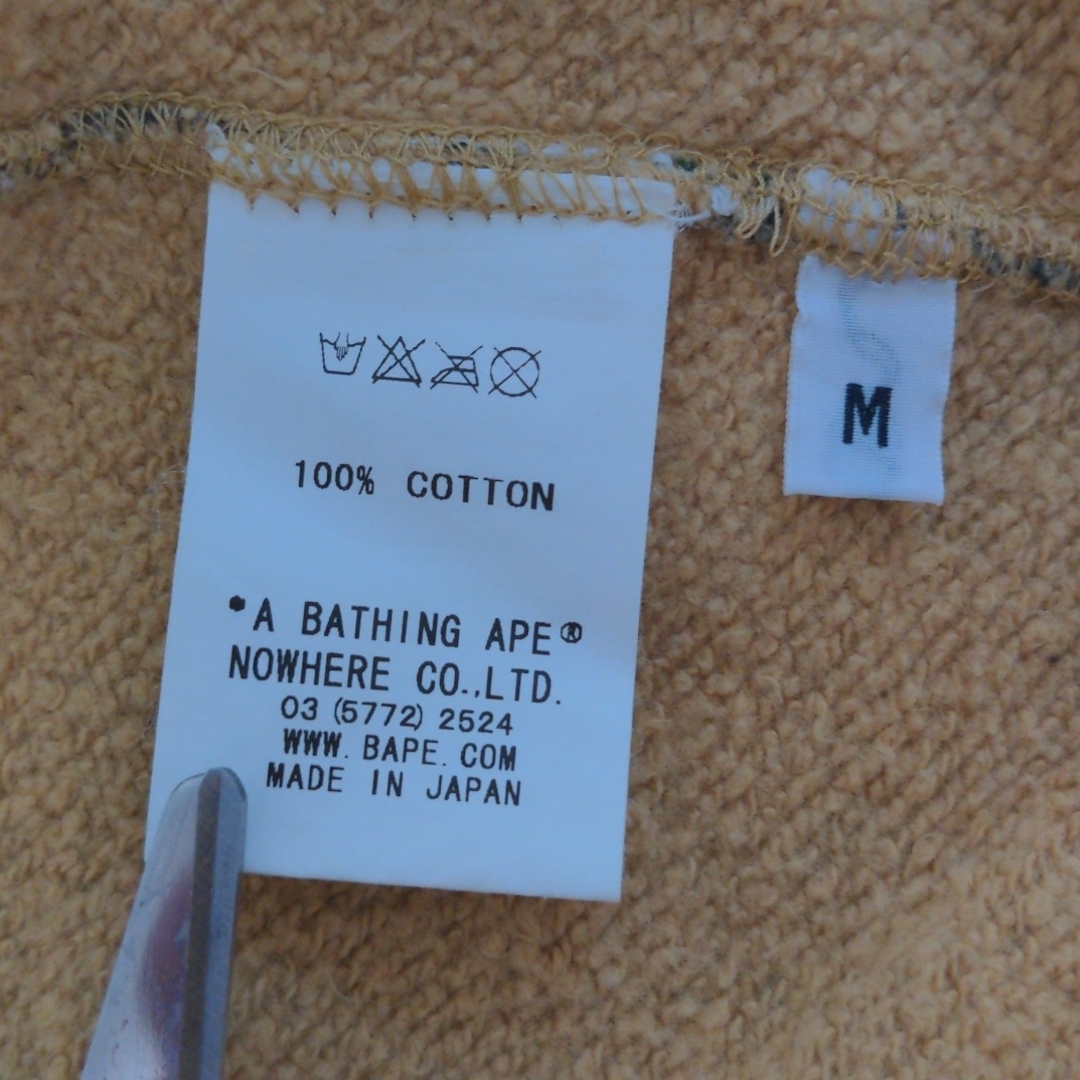 100% COTTON
*A BATHING APE®
NOWHERE CO.,LTD.
03 (5772) 2524
WWW. BAPE. COM
MADE IN JAPAN
M